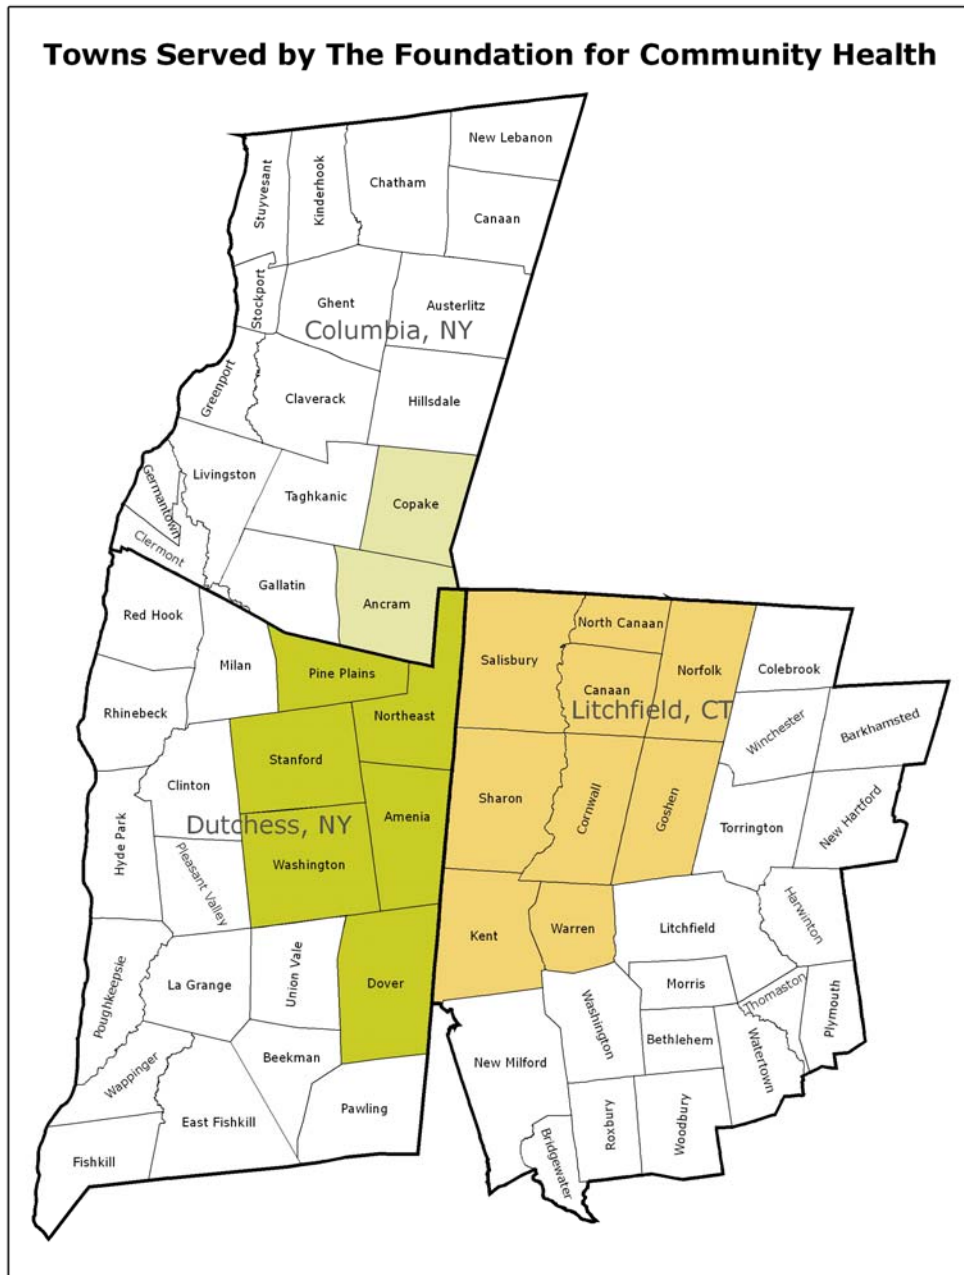 Towns Served by The Foundation for Community Health
New Lebanon
Stuyvesant
Kinderhook
Chatham
Canaan
Stockport
Ghent
Austerlitz
Columbia, NY
Greenport
Claverack
Hillsdale
Livingston
Germantown
Taghkanic
Copake
Clermont
Gallatin
Ancram
Red Hook
Milan
Pine Plains
Salisbury
North Canaan
Norfolk
Colebrook
Rhinebeck
Northeast
Canaan
Litchfield, CT
Winchester
Barkhamsted
Stanford
Clinton
Sharon
Cornwall
Goshen
Torrington
New Hartford
Hyde Park
Dutchess, NY
Amenia
Pleasant Valley
Washington
Kent
Warren
Litchfield
Harwinton
Poughkeepsie
La Grange
Union Vale
Dover
Morris
Thomaston
Plymouth
Washington
Bethlehem
Watertown
Wappinger
Beekman
New Milford
East Fishkill
Pawling
Roxbury
Woodbury
Fishkill
Bridgewater